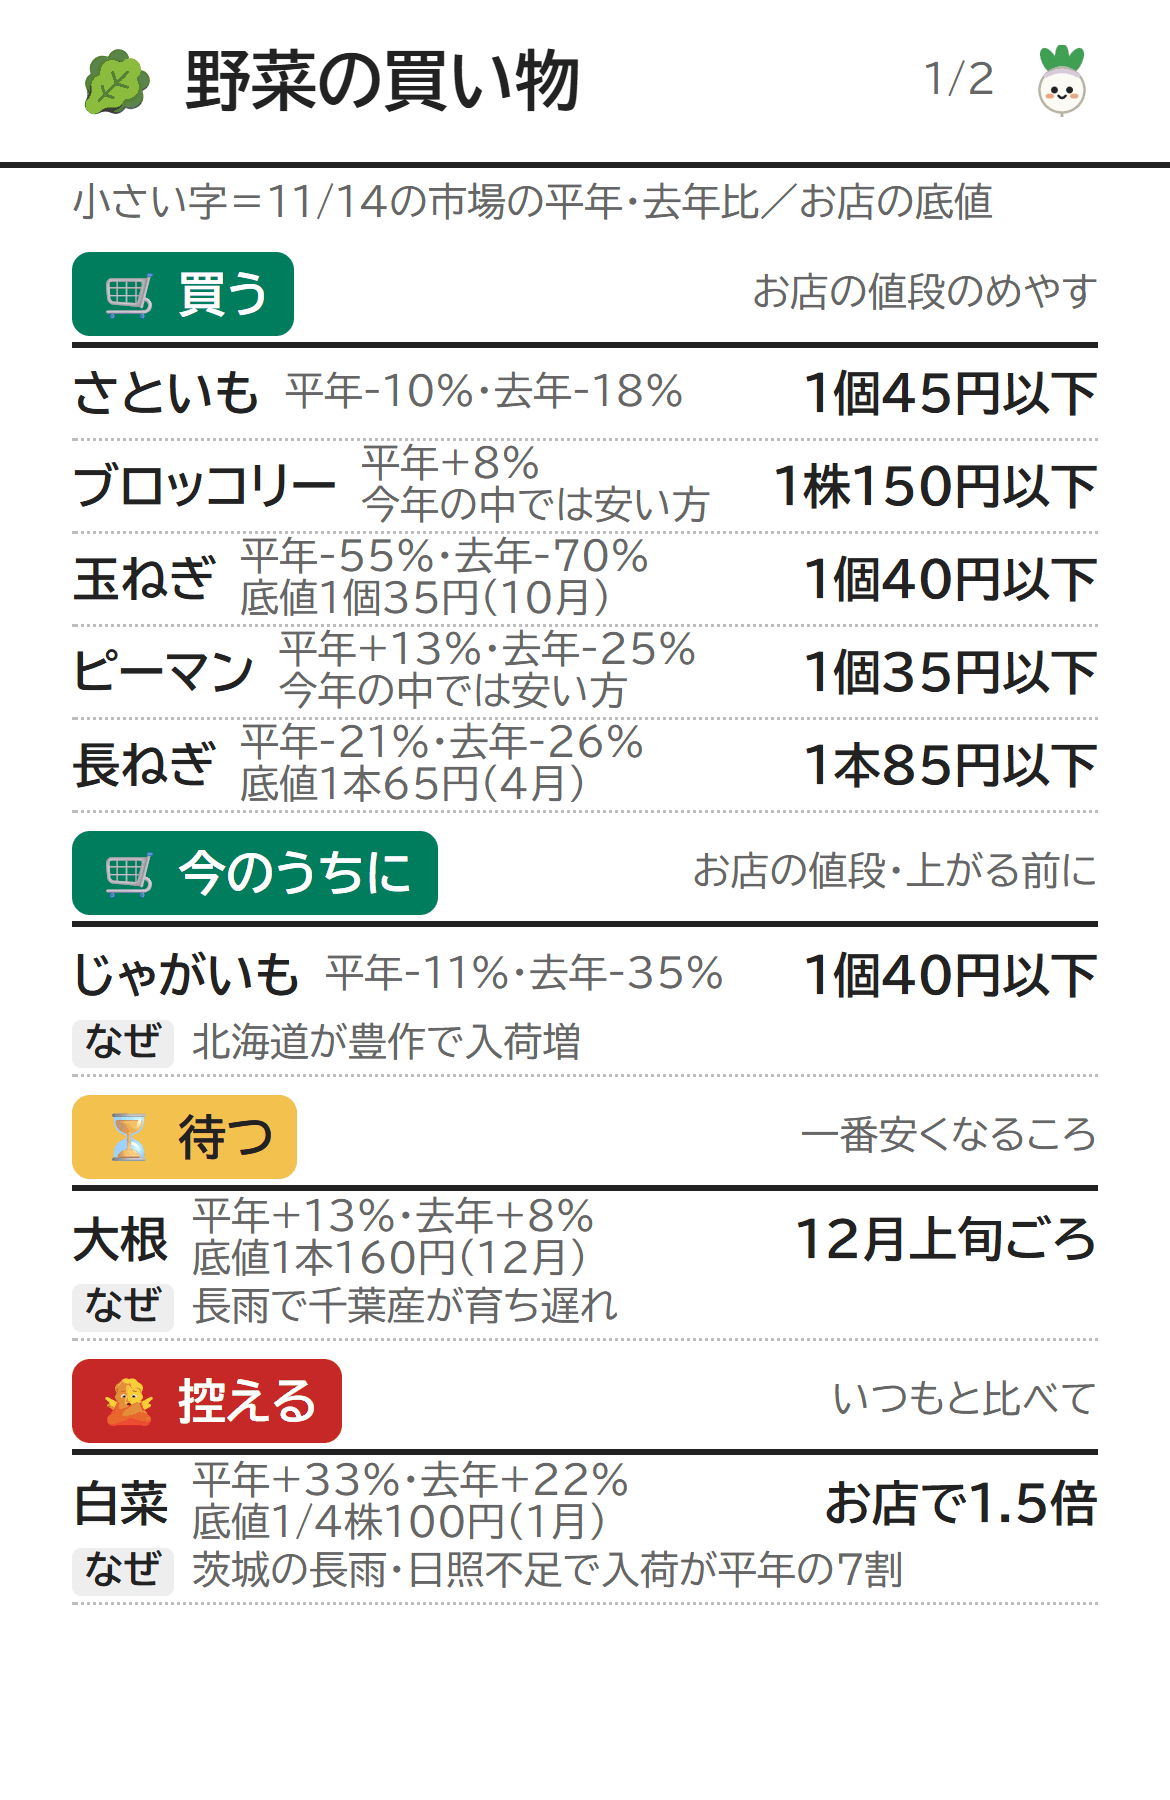 野菜の買い物
1/2
小さい字＝11/14の市場の平年・去年比／お店の底値
買う
お店の値段のめやす
さといも 平年-10%・去年-18% 1個45円以下
ブロッコリー 平年+8% 1株150円以下
今年の中では安い方
玉ねぎ 平年-55%・去年-70% 1個40円以下
底値1個35円(10月)
ピーマン 平年+13%・去年-25% 1個35円以下
今年の中では安い方
長ねぎ 平年-21%・去年-26% 1本85円以下
底値1本65円(4月)
今のうちに
お店の値段・上がる前に
じゃがいも 平年-11%・去年-35% 1個40円以下
なぜ 北海道が豊作で入荷増
待つ
一番安くなるころ
大根 平年+13%・去年+8% 12月上旬ごろ
底値1本160円(12月)
なぜ 長雨で千葉産が育ち遅れ
控える
いつもと比べて
白菜 平年+33%・去年+22% お店で1.5倍
底値1/4株100円(1月)
なぜ 茨城の長雨・日照不足で入荷が平年の7割